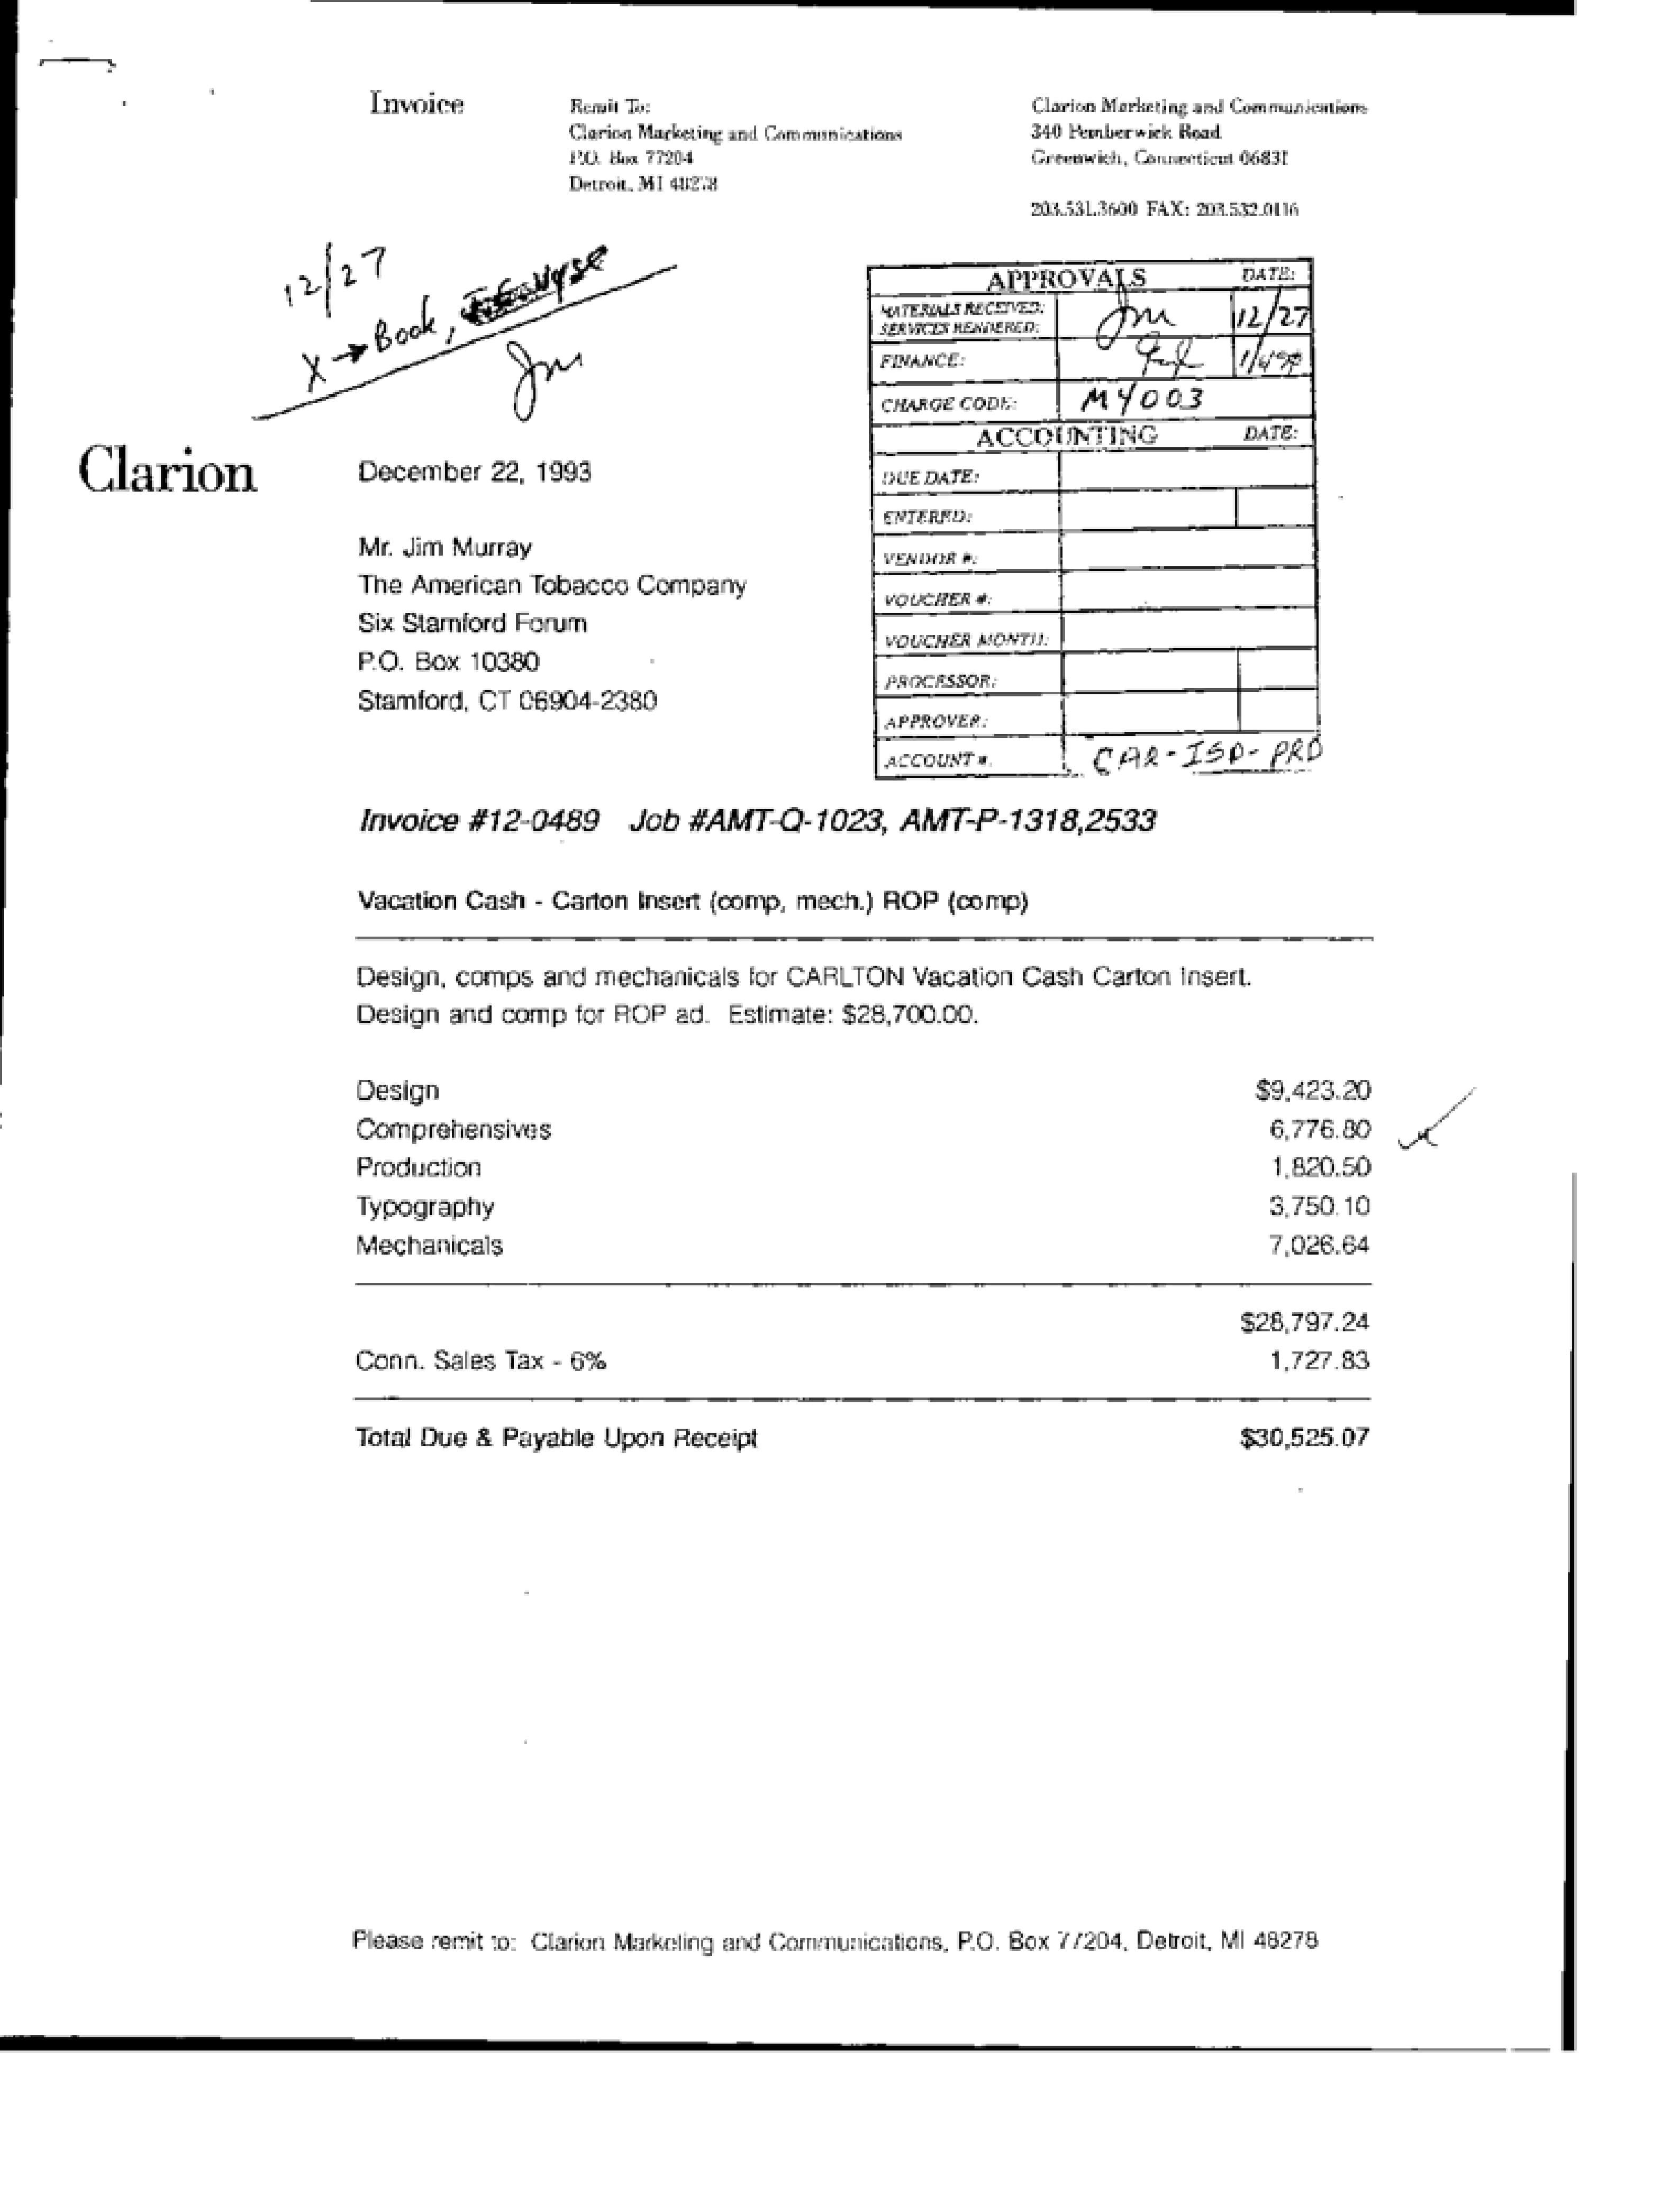 Invoice
Remit To:
Clarion Marketing and Communications
P.O. Box 77204
Detroit, MI 48278
Clarion Marketing and Communications
340 Pemberwick Road
Greenwich, Connecticut 06831
203.531.3600 FAX: 203.532.0116
12/27
X → Book,
Jm
APPROVALS DATE:
MATERIALS RECEIVED:
SERVICES RENDERED: Jm 12/27
FINANCE:
CHARGE CODE: M4003
ACCOUNTING DATE:
DUE DATE:
ENTERED:
VENDOR #:
VOUCHER #:
VOUCHER MONTH:
PROCESSOR:
APPROVER:
ACCOUNT #. CAR-ISP-PRD
Clarion
December 22, 1993
Mr. Jim Murray
The American Tobacco Company
Six Stamford Forum
P.O. Box 10380
Stamford, CT 06904-2380
Invoice #12-0489 Job #AMT-Q-1023, AMT-P-1318,2533
Vacation Cash - Carton Insert (comp, mech.) ROP (comp)
Design, comps and mechanicals for CARLTON Vacation Cash Carton Insert.
Design and comp for ROP ad. Estimate: $28,700.00.
Design $9,423.20
Comprehensives 6,776.80
Production 1,820.50
Typography 3,750.10
Mechanicals 7,026.64
$28,797.24
Conn. Sales Tax - 6% 1,727.83
Total Due & Payable Upon Receipt $30,525.07
Please remit to: Clarion Marketing and Communications, P.O. Box 77204, Detroit, MI 48278